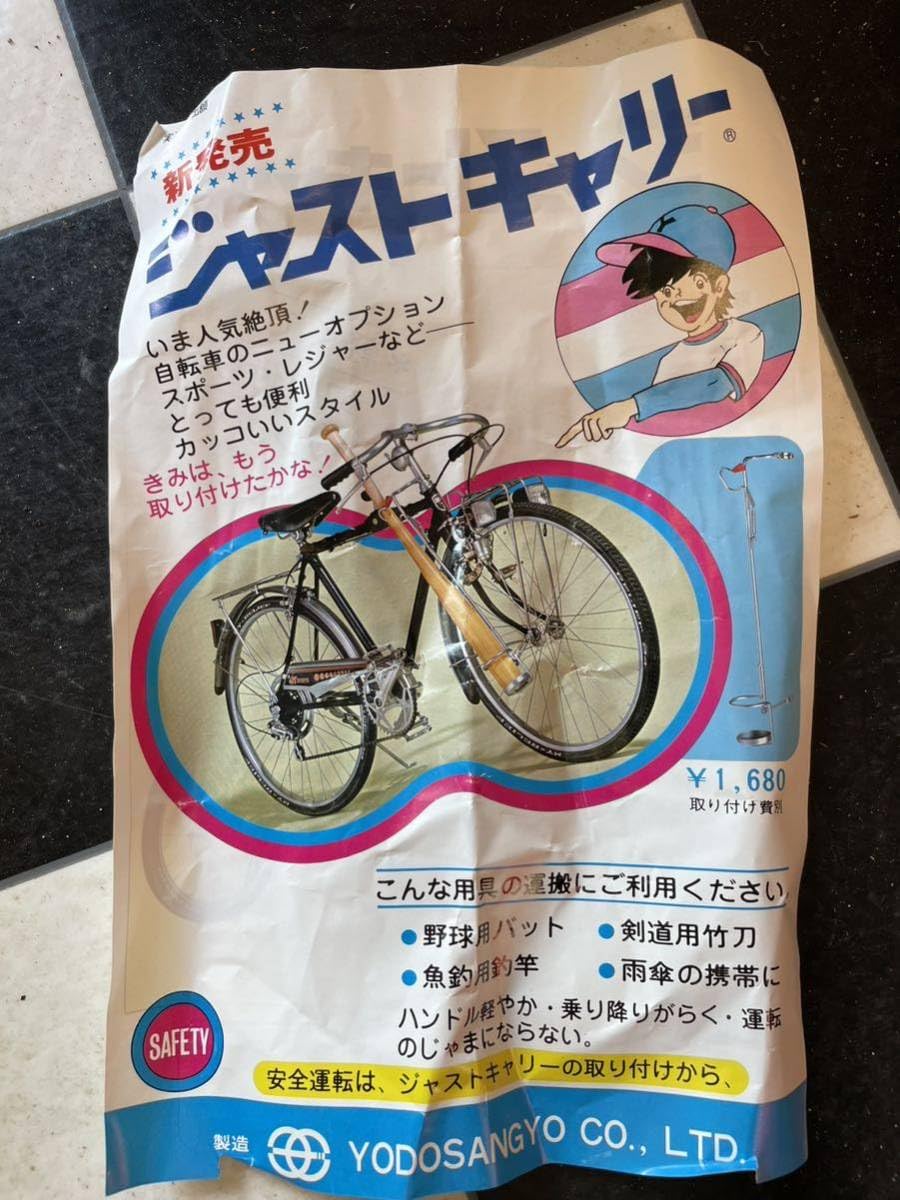 新発売
ジャストキャリー®
いま人気絶頂！
自転車のニューオプション
スポーツ・レジャーなど──
とっても便利
カッコいいスタイル
きみは、もう
取り付けたかな！
¥1,680
取り付け費別
こんな用具の運搬にご利用ください。
●野球用バット ●剣道用竹刀
●魚釣用釣竿 ●雨傘の携帯に
ハンドル軽やか・乗り降りがらく・運転
のじゃまにならない。
SAFETY
安全運転は、ジャストキャリーの取り付けから、
製造 YODOSANGYO CO., LTD.